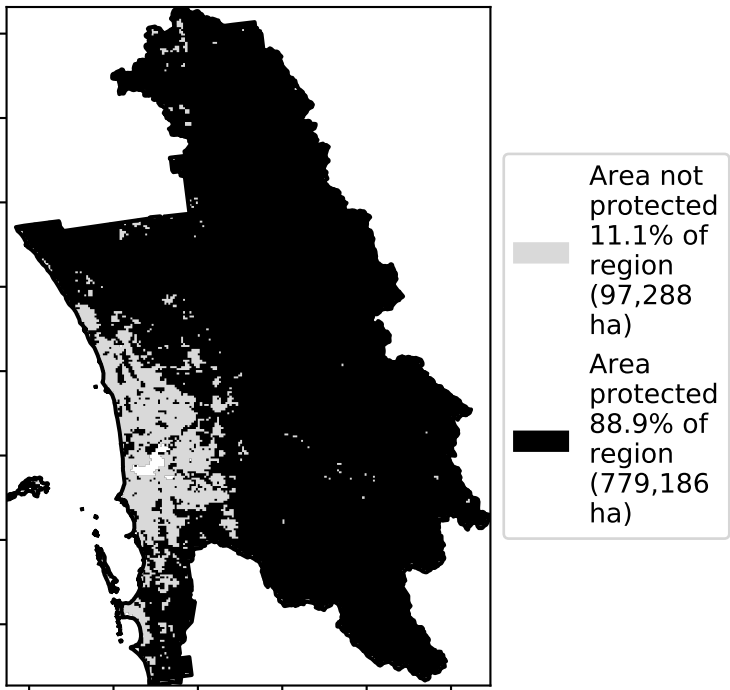 Area not
protected
11.1% of
region
(97,288
ha)
Area
protected
88.9% of
region
(779,186
ha)